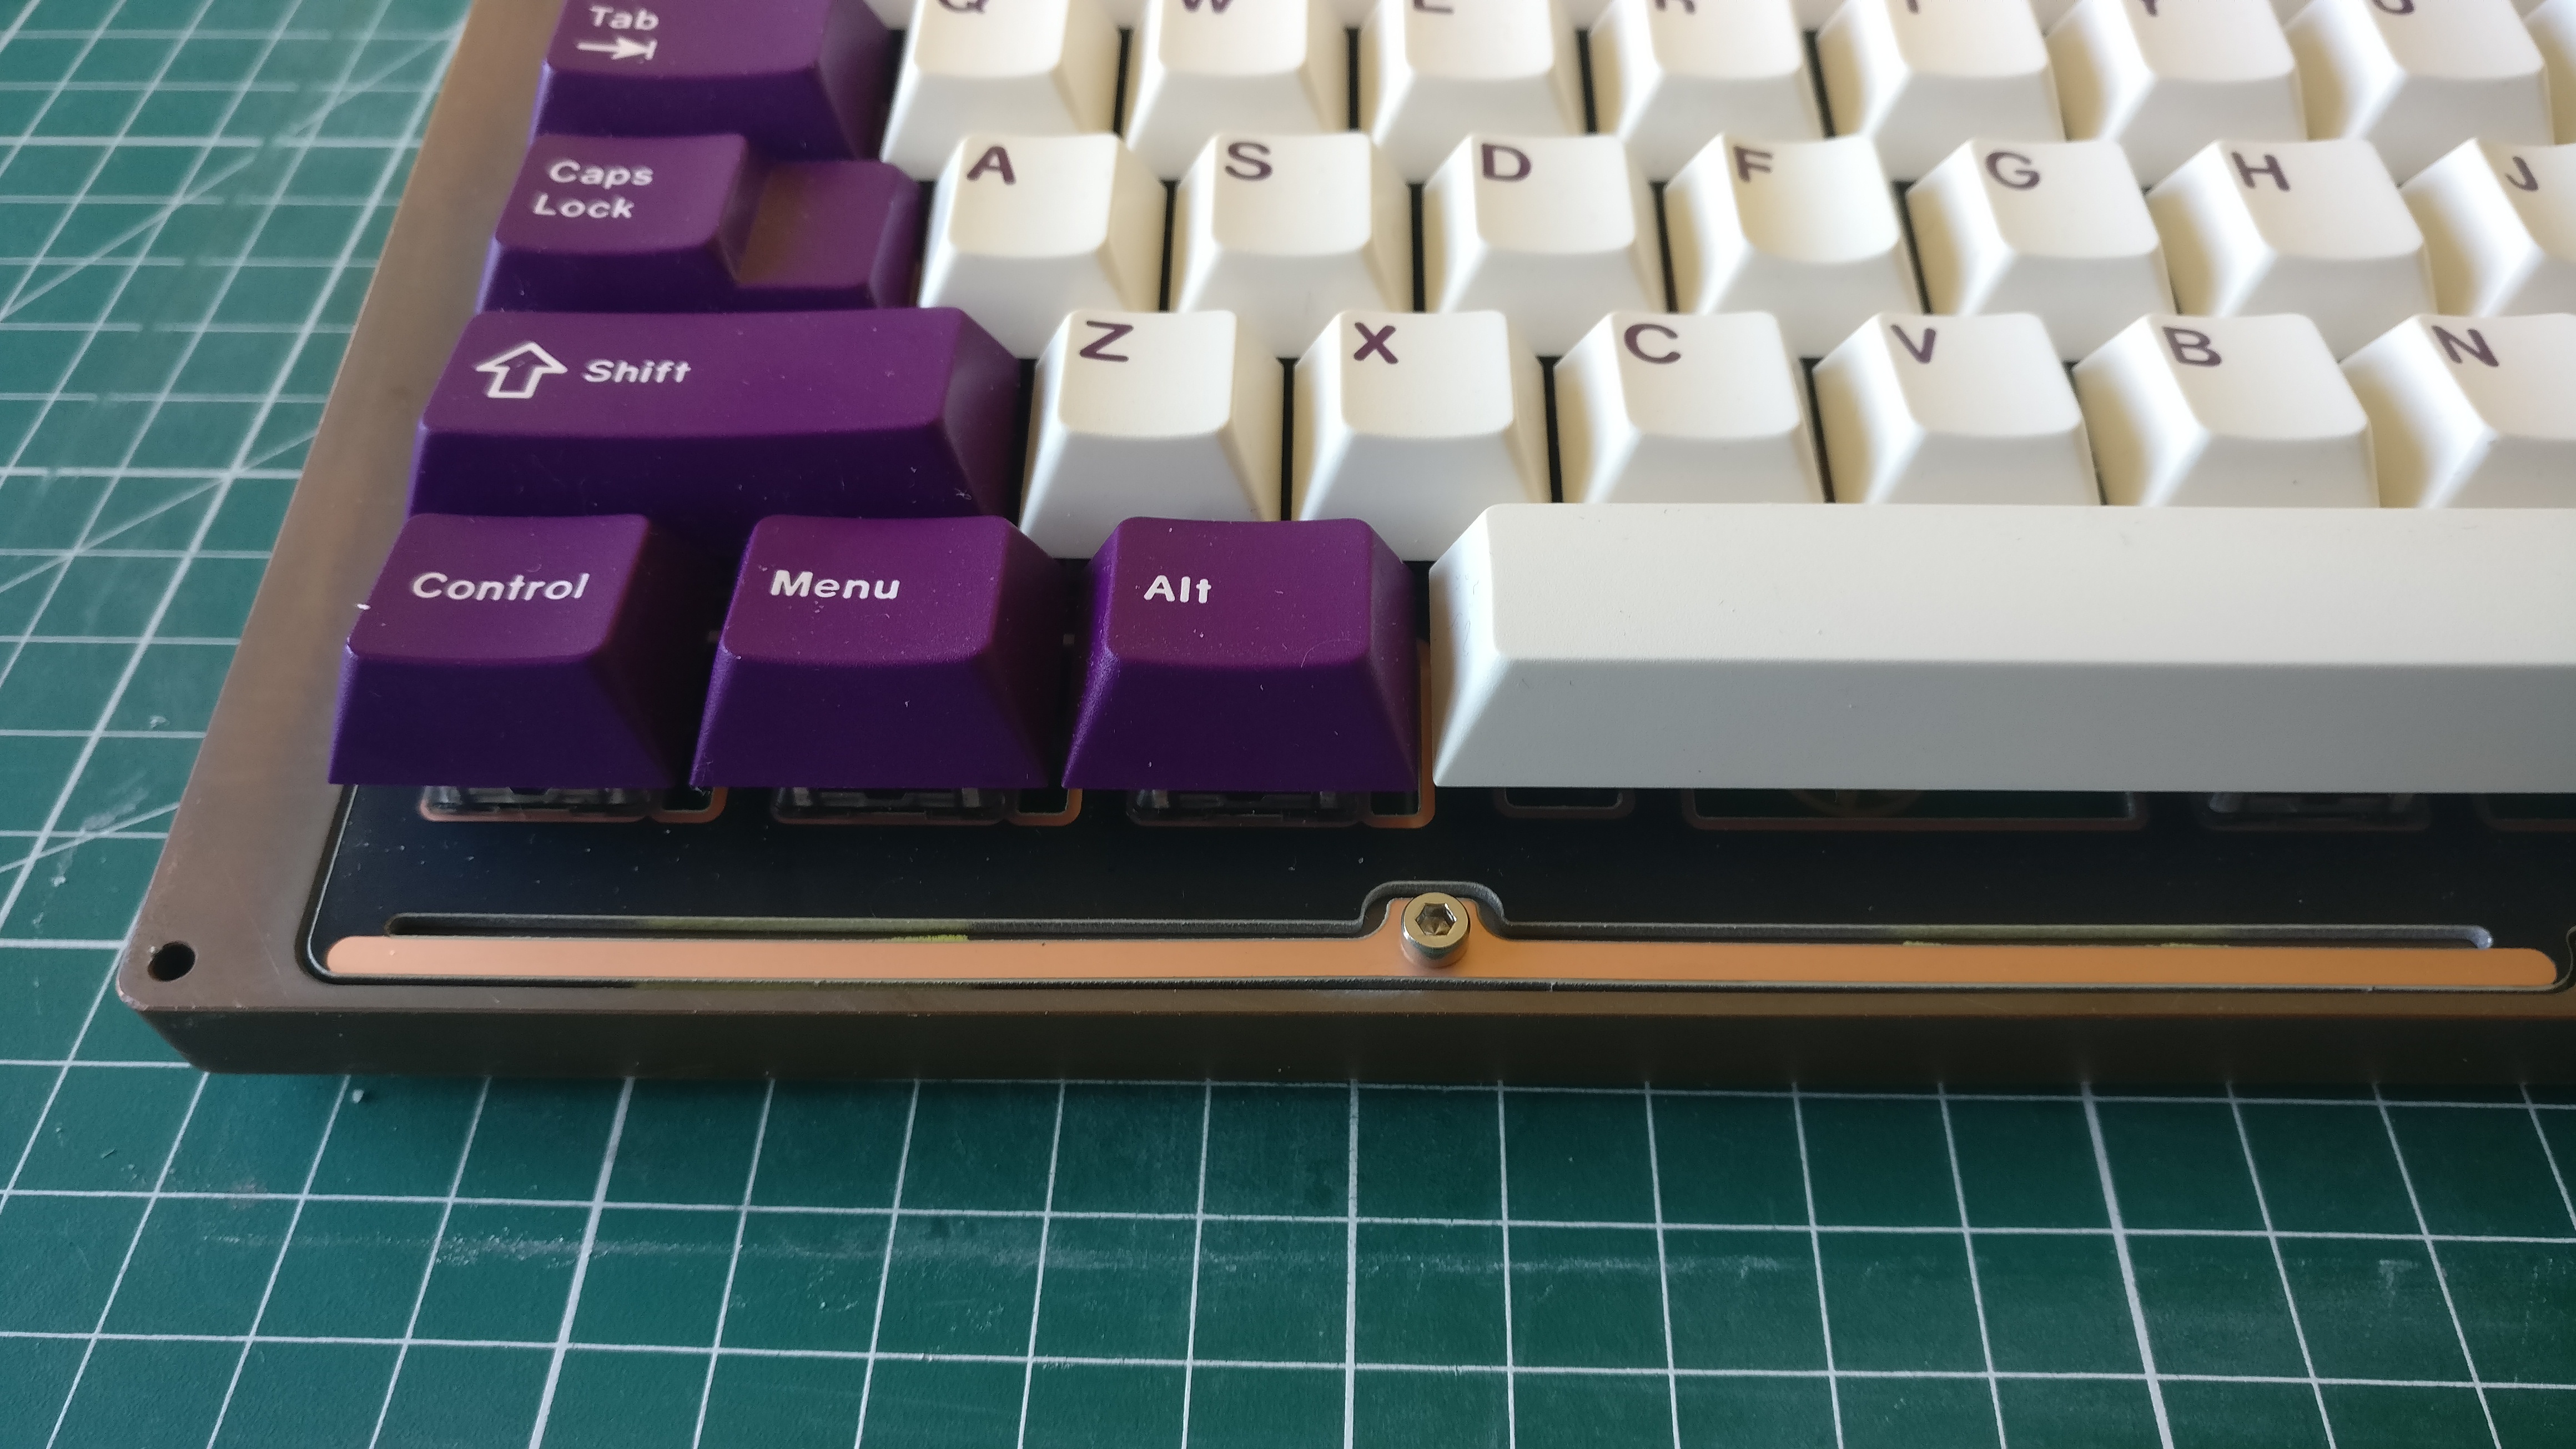 Tab
Q W E R T Y U
Caps
Lock
A S D F G H J
Shift
Z X C V B N
Control Menu Alt